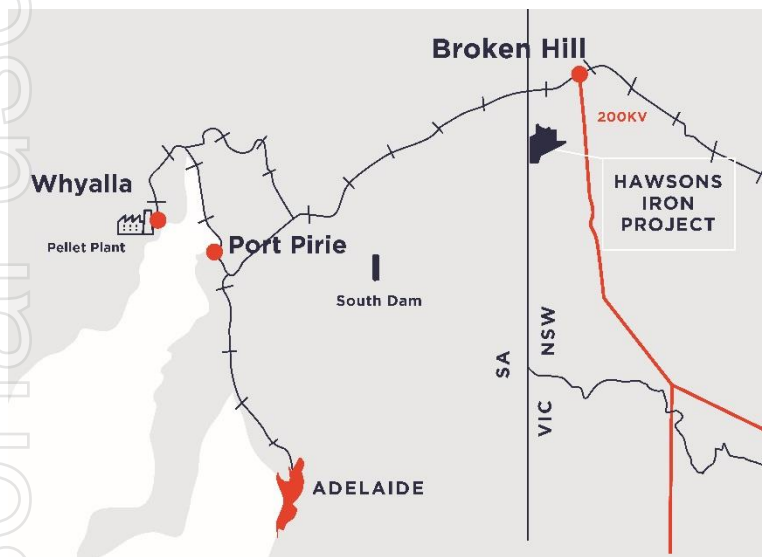 Broken Hill
200KV
Whyalla
HAWSONS
IRON
PROJECT
Pellet Plant
Port Pirie
South Dam
SA
NSW
VIC
ADELAIDE